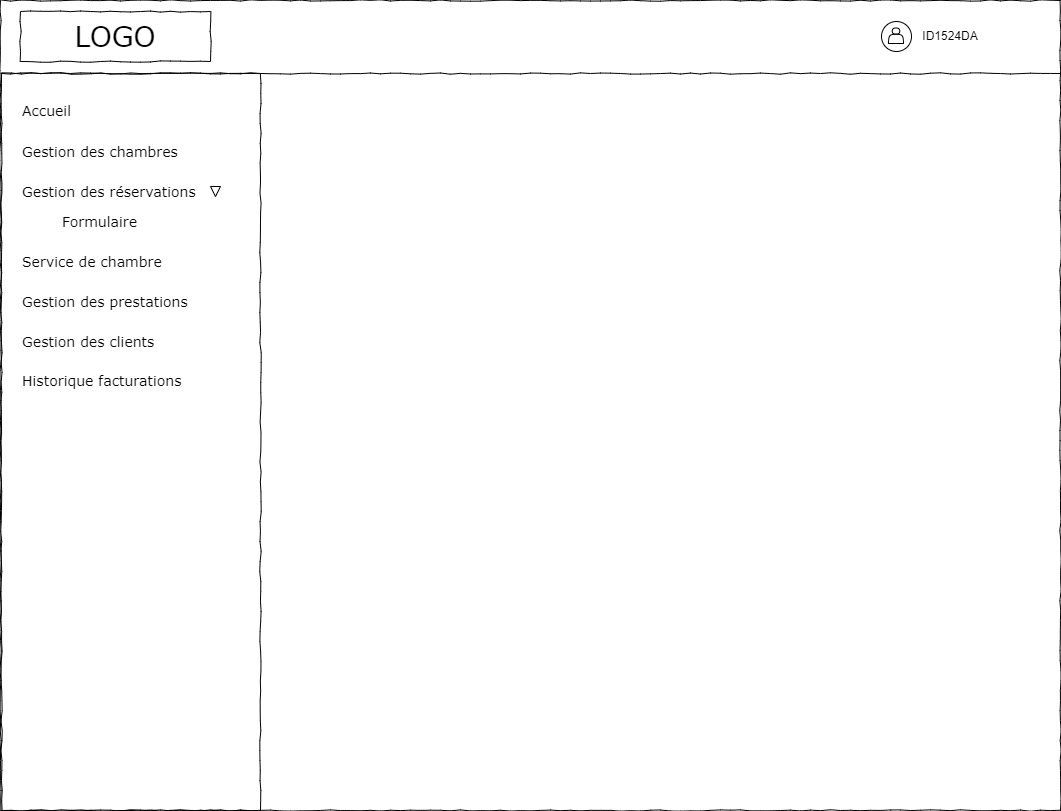 LOGO
ID1524DA
Accueil
Gestion des chambres
Gestion des réservations
Formulaire
Service de chambre
Gestion des prestations
Gestion des clients
Historique facturations